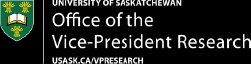 UNIVERSITY OF SASKATCHEWAN
Office of the
Vice-President Research
USASK.CA/VPRESEARCH